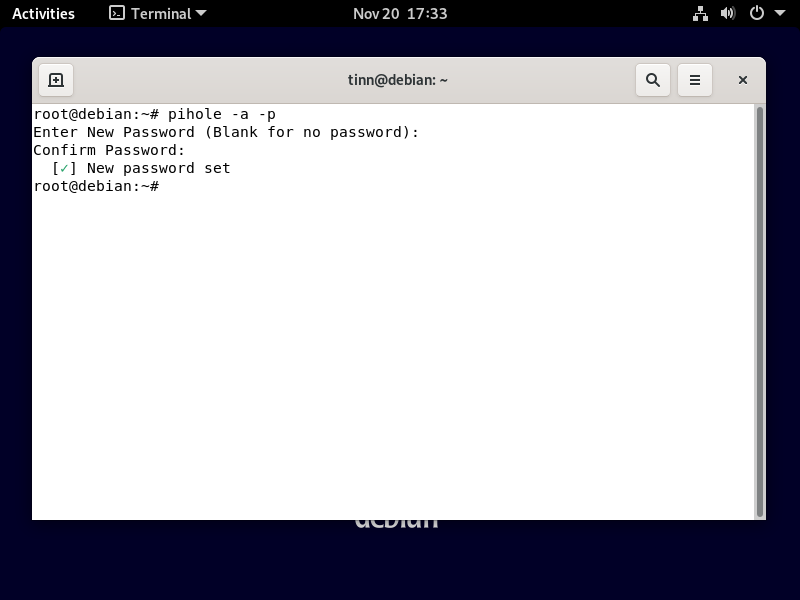 Activities Terminal Nov 20 17:33
tinn@debian: ~
root@debian:~# pihole -a -p
Enter New Password (Blank for no password):
Confirm Password:
[✓] New password set
root@debian:~#
debian